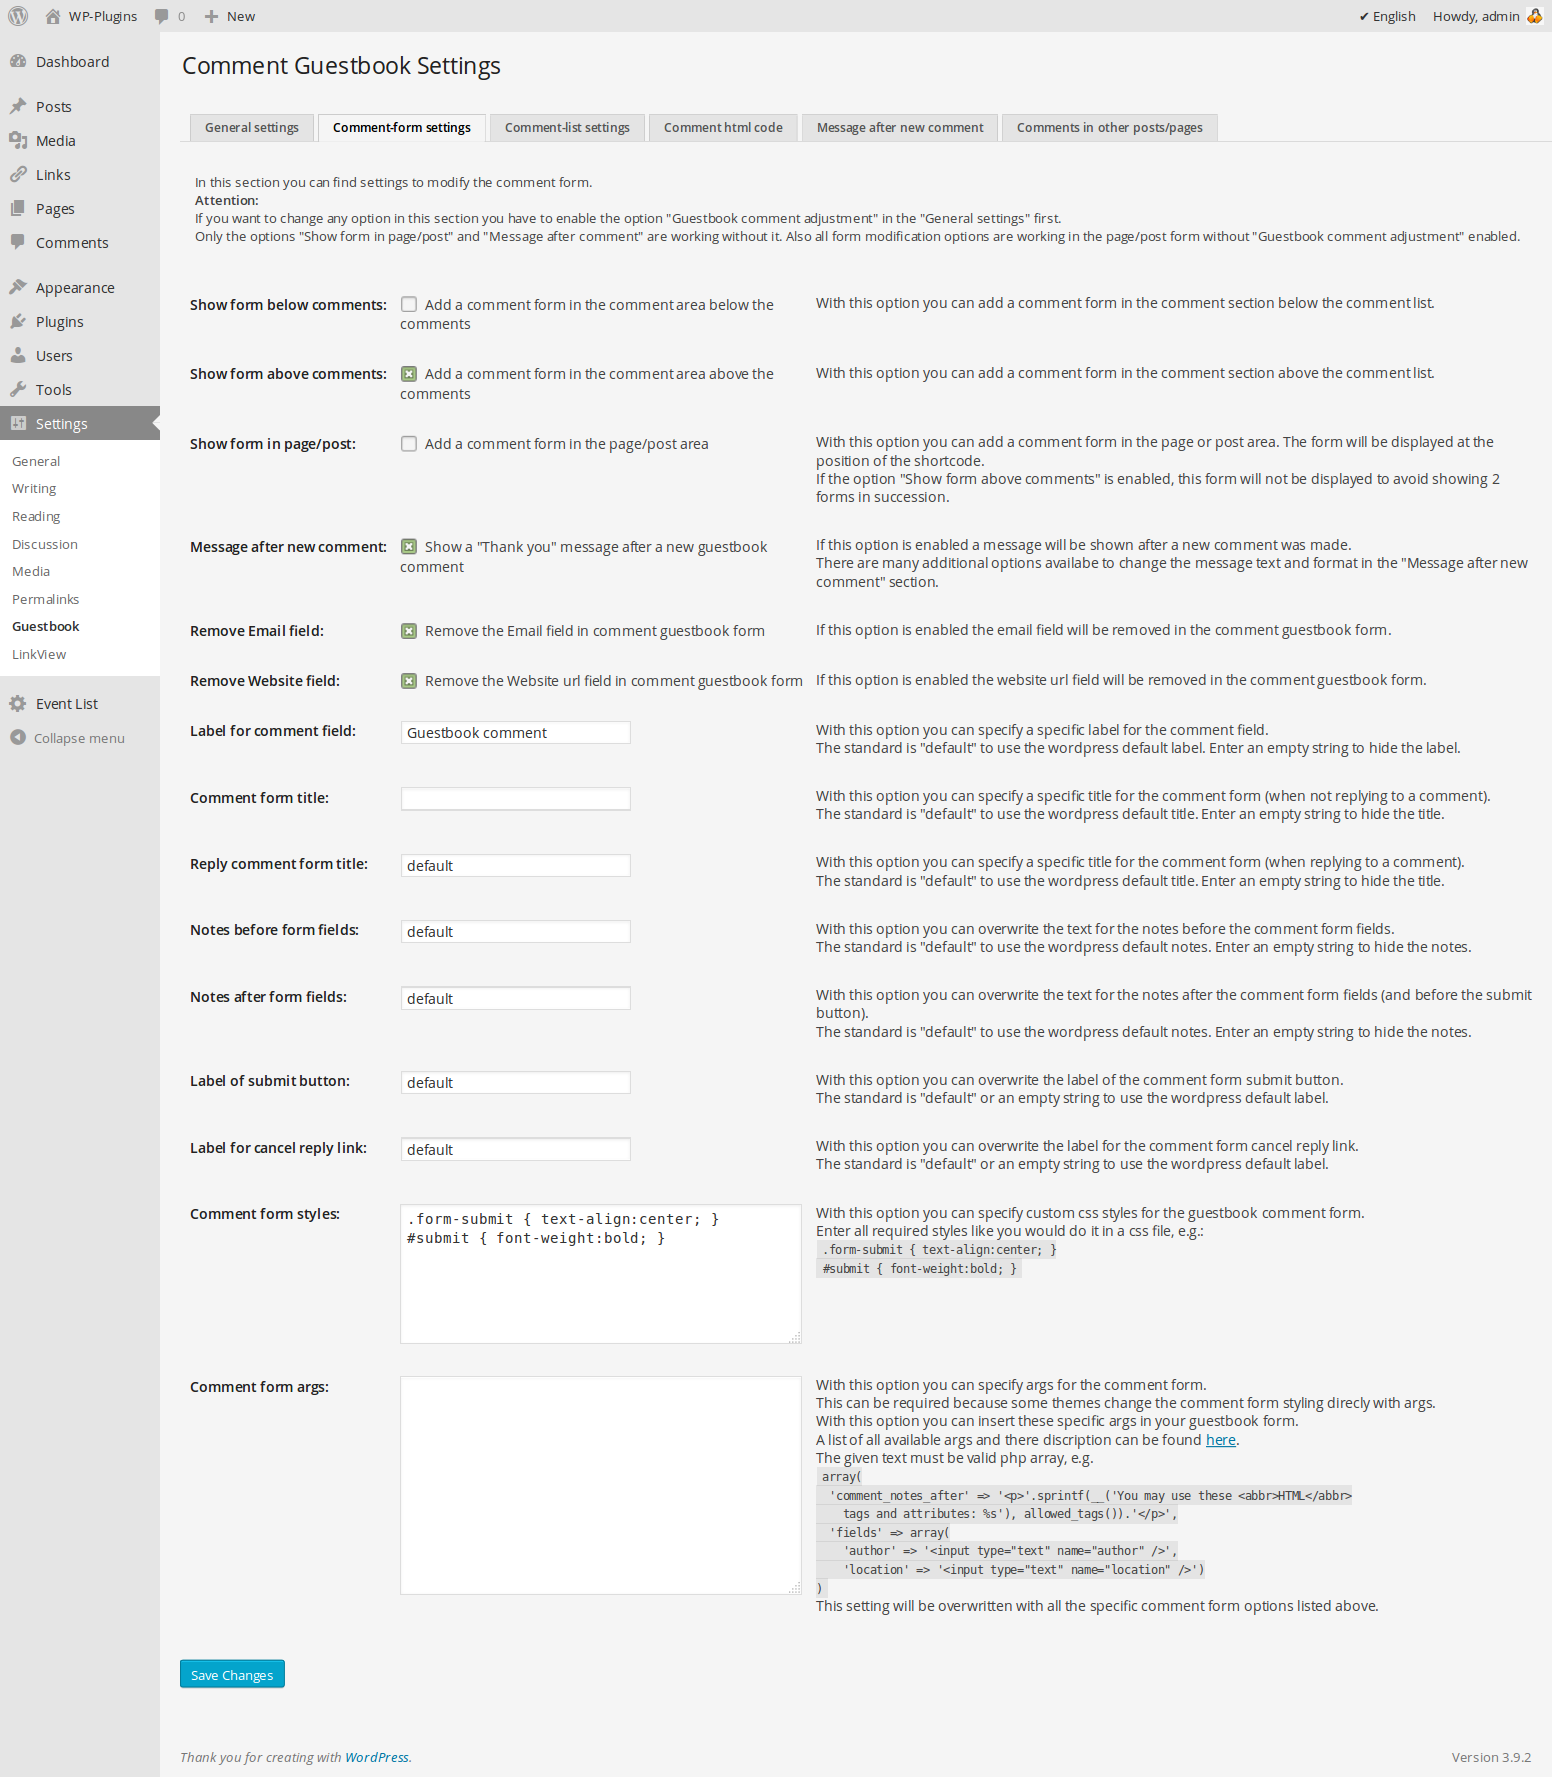 WP-Plugins
0
New
✔ English
Howdy, admin
Dashboard
Posts
Media
Links
Pages
Comments
Appearance
Plugins
Users
Tools
Settings
General
Writing
Reading
Discussion
Media
Permalinks
Guestbook
LinkView
Event List
Collapse menu
Comment Guestbook Settings
General settings
Comment-form settings
Comment-list settings
Comment html code
Message after new comment
Comments in other posts/pages
In this section you can find settings to modify the comment form.
Attention:
If you want to change any option in this section you have to enable the option "Guestbook comment adjustment" in the "General settings" first.
Only the options "Show form in page/post" and "Message after comment" are working without it. Also all form modification options are working in the page/post form without "Guestbook comment adjustment" enabled.
Show form below comments:
Add a comment form in the comment area below the
comments
With this option you can add a comment form in the comment section below the comment list.
Show form above comments:
Add a comment form in the comment area above the
comments
With this option you can add a comment form in the comment section above the comment list.
Show form in page/post:
Add a comment form in the page/post area
With this option you can add a comment form in the page or post area. The form will be displayed at the
position of the shortcode.
If the option "Show form above comments" is enabled, this form will not be displayed to avoid showing 2
forms in succession.
Message after new comment:
Show a "Thank you" message after a new guestbook
comment
If this option is enabled a message will be shown after a new comment was made.
There are many additional options availabe to change the message text and format in the "Message after new
comment" section.
Remove Email field:
Remove the Email field in comment guestbook form
If this option is enabled the email field will be removed in the comment guestbook form.
Remove Website field:
Remove the Website url field in comment guestbook form
If this option is enabled the website url field will be removed in the comment guestbook form.
Label for comment field:
Guestbook comment
With this option you can specify a specific label for the comment field.
The standard is "default" to use the wordpress default label. Enter an empty string to hide the label.
Comment form title:
With this option you can specify a specific title for the comment form (when not replying to a comment).
The standard is "default" to use the wordpress default title. Enter an empty string to hide the title.
Reply comment form title:
default
With this option you can specify a specific title for the comment form (when replying to a comment).
The standard is "default" to use the wordpress default title. Enter an empty string to hide the title.
Notes before form fields:
default
With this option you can overwrite the text for the notes before the comment form fields.
The standard is "default" to use the wordpress default notes. Enter an empty string to hide the notes.
Notes after form fields:
default
With this option you can overwrite the text for the notes after the comment form fields (and before the submit
button).
The standard is "default" to use the wordpress default notes. Enter an empty string to hide the notes.
Label of submit button:
default
With this option you can overwrite the label of the comment form submit button.
The standard is "default" or an empty string to use the wordpress default label.
Label for cancel reply link:
default
With this option you can overwrite the label for the comment form cancel reply link.
The standard is "default" or an empty string to use the wordpress default label.
Comment form styles:
.form-submit { text-align:center; }
#submit { font-weight:bold; }
With this option you can specify custom css styles for the guestbook comment form.
Enter all required styles like you would do it in a css file, e.g.:
.form-submit { text-align:center; }
#submit { font-weight:bold; }
Comment form args:
With this option you can specify args for the comment form.
This can be required because some themes change the comment form styling direcly with args.
With this option you can insert these specific args in your guestbook form.
A list of all available args and there discription can be found here.
The given text must be valid php array, e.g.
array(
'comment_notes_after' => '<p>'.sprintf(__('You may use these <abbr>HTML</abbr>
tags and attributes: %s'), allowed_tags()).'</p>',
'fields' => array(
'author' => '<input type="text" name="author" />',
'location' => '<input type="text" name="location" />')
)
This setting will be overwritten with all the specific comment form options listed above.
Save Changes
Thank you for creating with WordPress.
Version 3.9.2